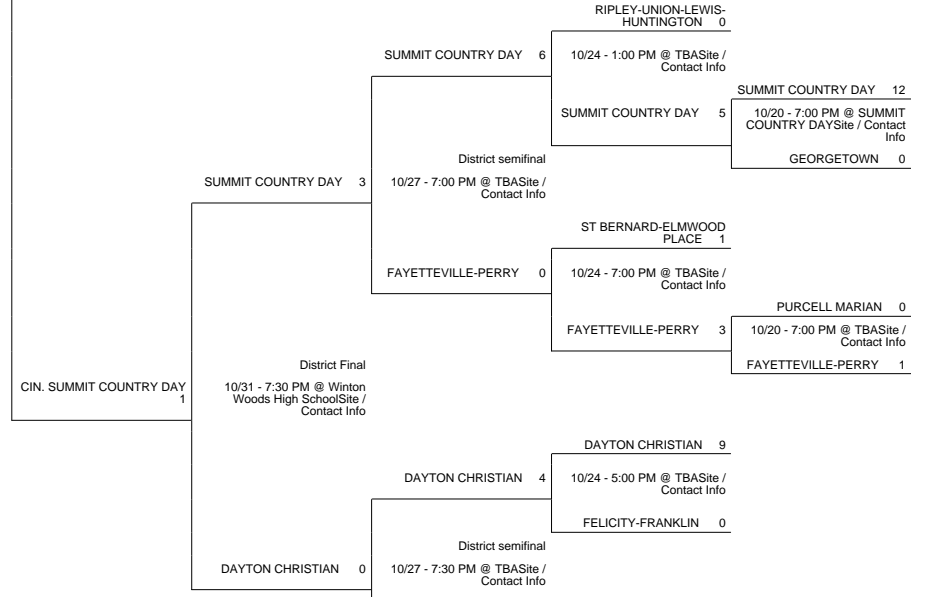 RIPLEY-UNION-LEWIS-
HUNTINGTON 0
SUMMIT COUNTRY DAY 6
10/24 - 1:00 PM @ TBASite /
Contact Info
SUMMIT COUNTRY DAY 12
SUMMIT COUNTRY DAY 5
10/20 - 7:00 PM @ SUMMIT
COUNTRY DAYSite / Contact
Info
District semifinal
GEORGETOWN 0
SUMMIT COUNTRY DAY 3
10/27 - 7:00 PM @ TBASite /
Contact Info
ST BERNARD-ELMWOOD
PLACE 1
FAYETTEVILLE-PERRY 0
10/24 - 7:00 PM @ TBASite /
Contact Info
PURCELL MARIAN 0
FAYETTEVILLE-PERRY 3
10/20 - 7:00 PM @ TBASite /
Contact Info
District Final
FAYETTEVILLE-PERRY 1
CIN. SUMMIT COUNTRY DAY
1
10/31 - 7:30 PM @ Winton
Woods High SchoolSite /
Contact Info
DAYTON CHRISTIAN 9
DAYTON CHRISTIAN 4
10/24 - 5:00 PM @ TBASite /
Contact Info
FELICITY-FRANKLIN 0
District semifinal
DAYTON CHRISTIAN 0
10/27 - 7:30 PM @ TBASite /
Contact Info